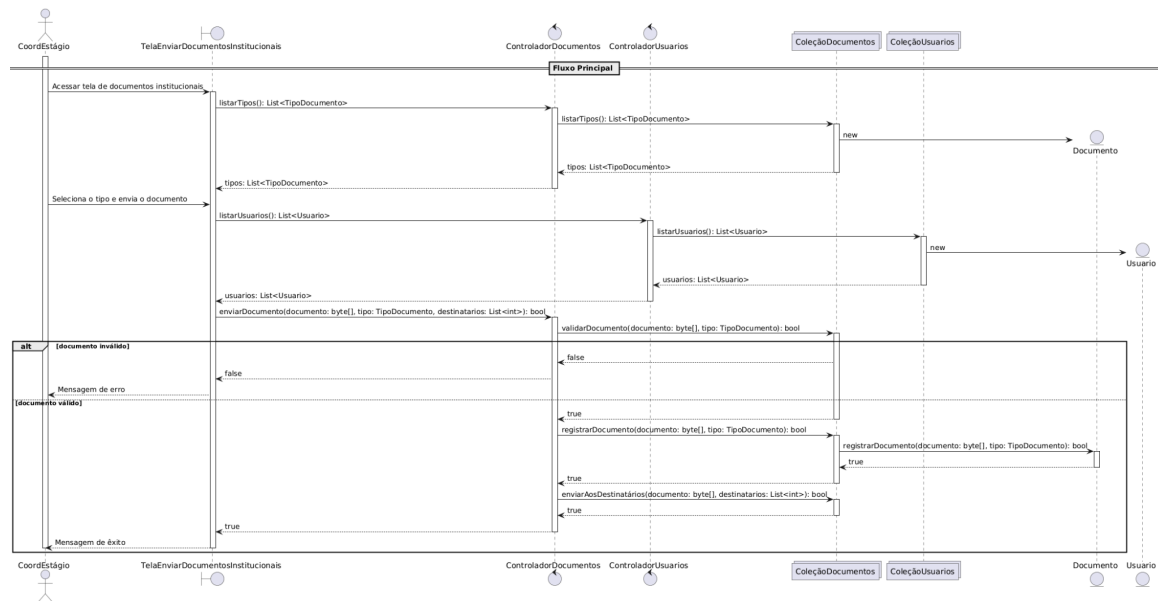 CoordEstágio
TelaEnviarDocumentosInstitucionais
ControladorDocumentos
ControladorUsuarios
ColeçãoDocumentos
ColeçãoUsuarios
Fluxo Principal
Acessar tela de documentos institucionais
listarTipos(): List<TipoDocumento>
listarTipos(): List<TipoDocumento>
new
Documento
tipos: List<TipoDocumento>
tipos: List<TipoDocumento>
Seleciona o tipo e envia o documento
listarUsuarios(): List<Usuario>
listarUsuarios(): List<Usuario>
new
Usuario
usuarios: List<Usuario>
usuarios: List<Usuario>
enviarDocumento(documento: byte[], tipo: TipoDocumento, destinatarios: List<int>): bool
validarDocumento(documento: byte[], tipo: TipoDocumento): bool
alt
[documento inválido]
false
false
Mensagem de erro
[documento válido]
true
registrarDocumento(documento: byte[], tipo: TipoDocumento): bool
registrarDocumento(documento: byte[], tipo: TipoDocumento): bool
true
true
enviarAosDestinatários(documento: byte[], destinatarios: List<int>): bool
true
true
Mensagem de êxito
CoordEstágio
TelaEnviarDocumentosInstitucionais
ControladorDocumentos
ControladorUsuarios
ColeçãoDocumentos
ColeçãoUsuarios
Documento
Usuario